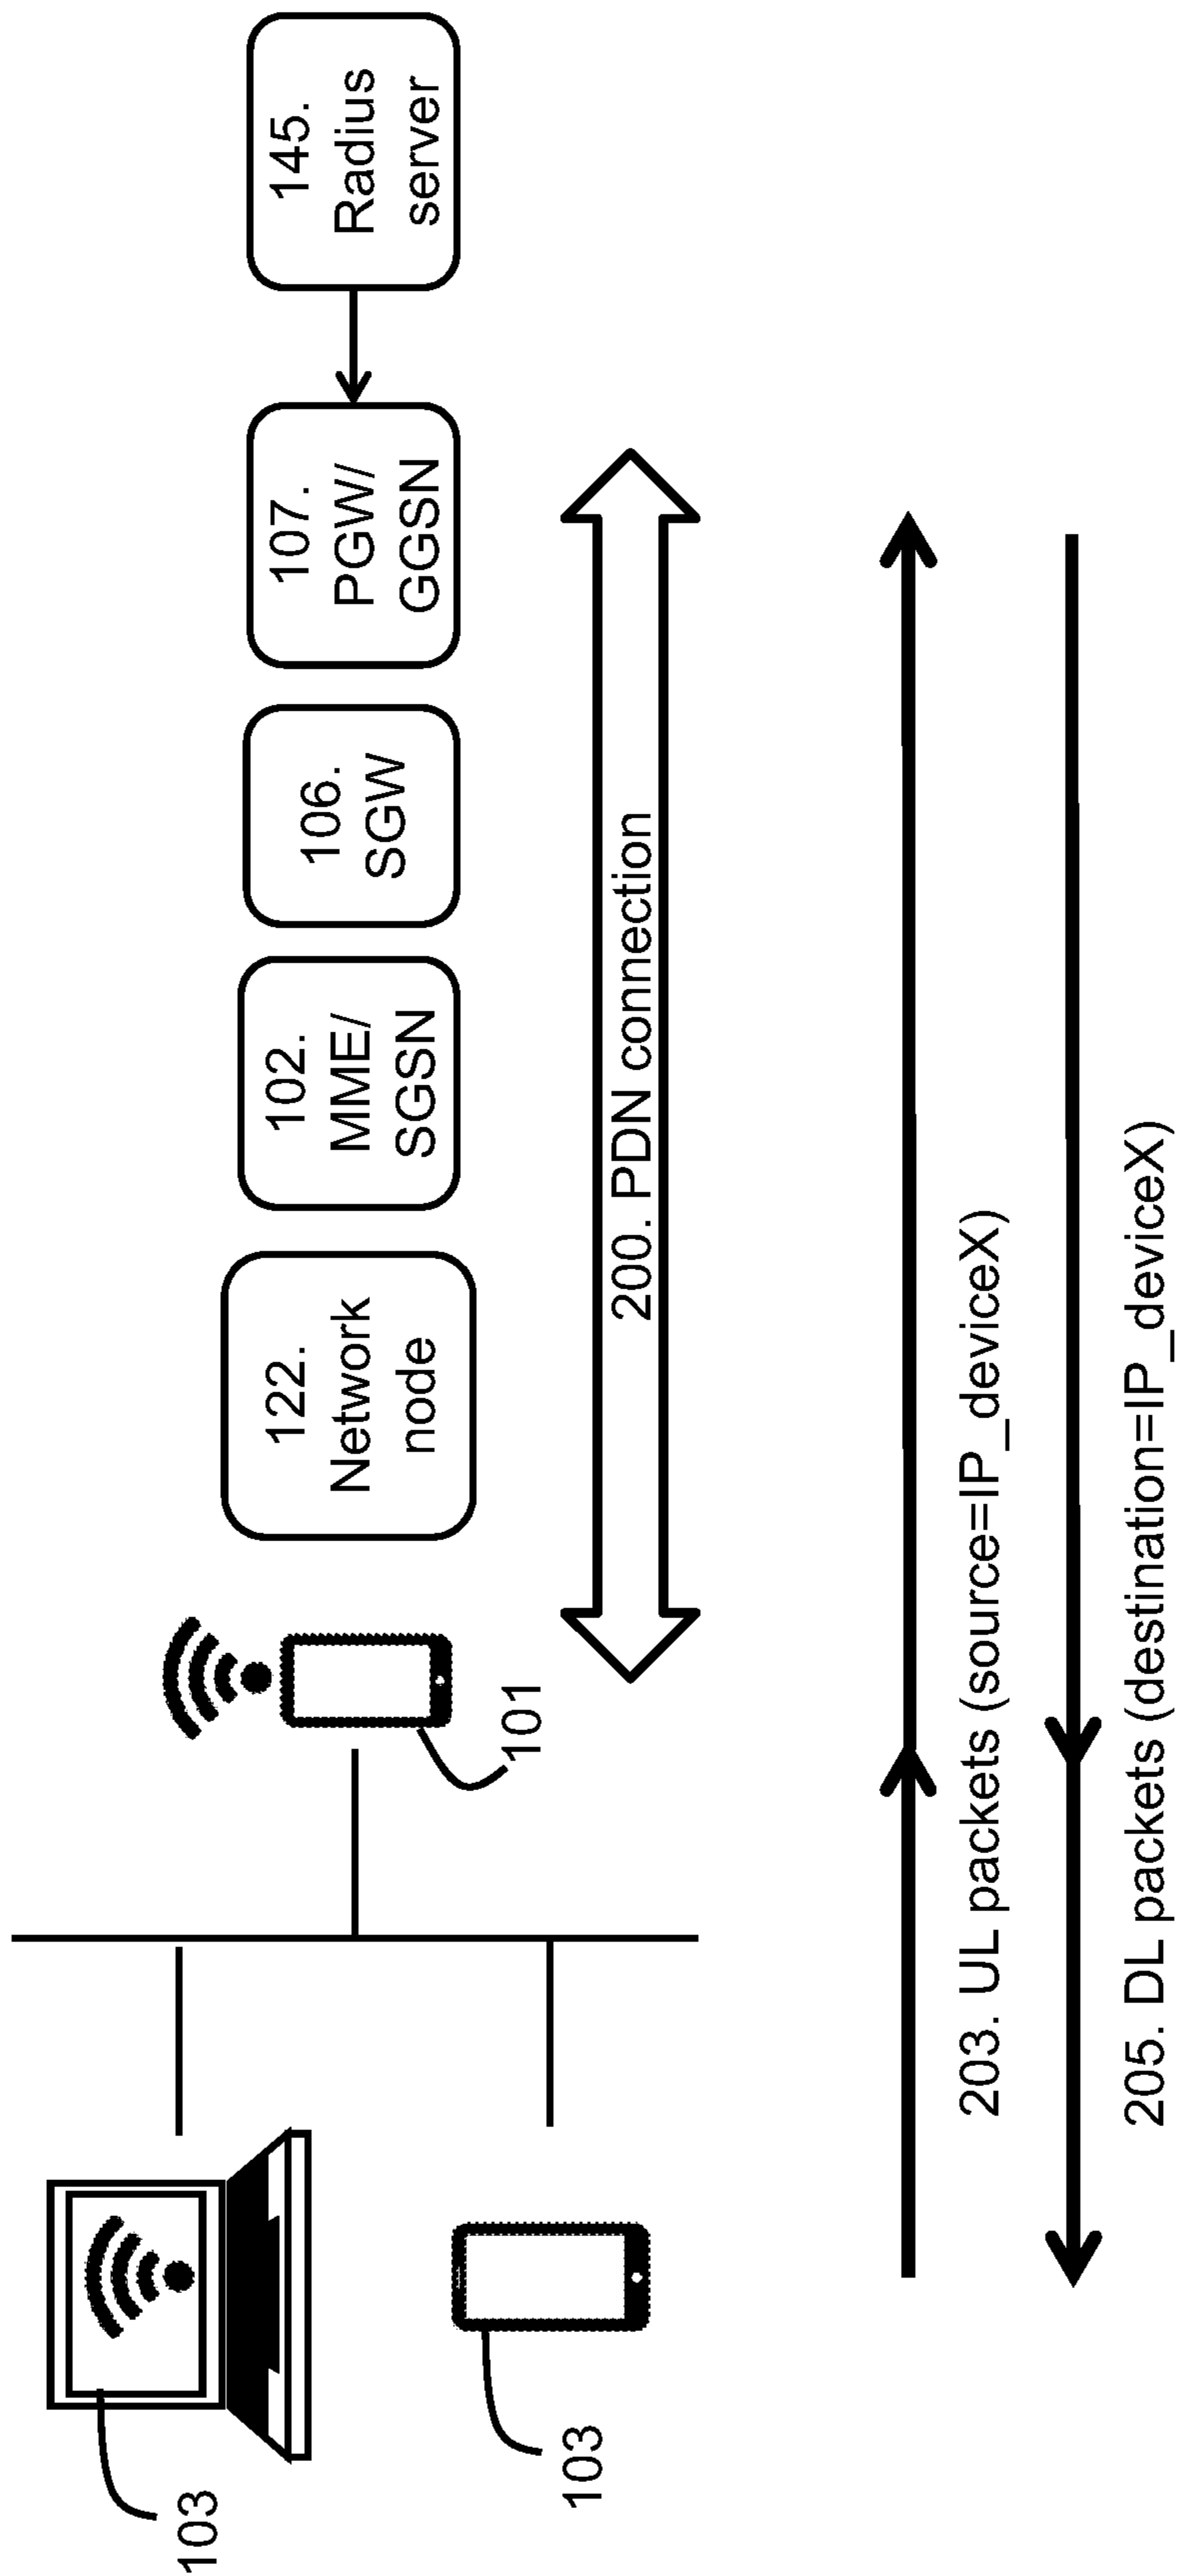 122.
Network
node
102.
MME/
SGSN
106.
SGW
107.
PGW/
GGSN
145.
Radius
server
103
101
103
200. PDN connection
203. UL packets (source=IP_deviceX)
205. DL packets (destination=IP_deviceX)